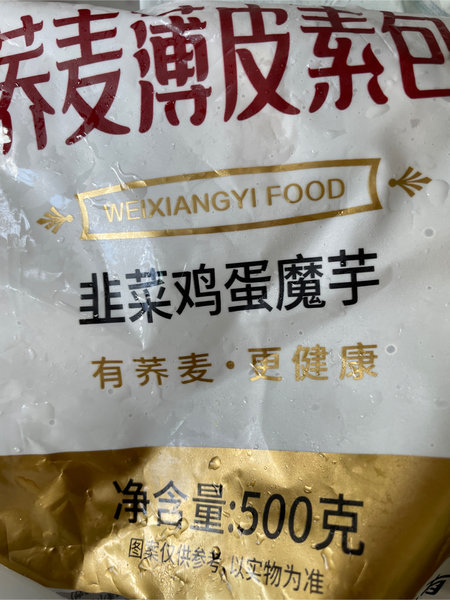 荞麦薄皮素包
WEIXIANGYI FOOD
韭菜鸡蛋魔芋
有荞麦·更健康
净含量:500克
图案仅供参考,以实物为准